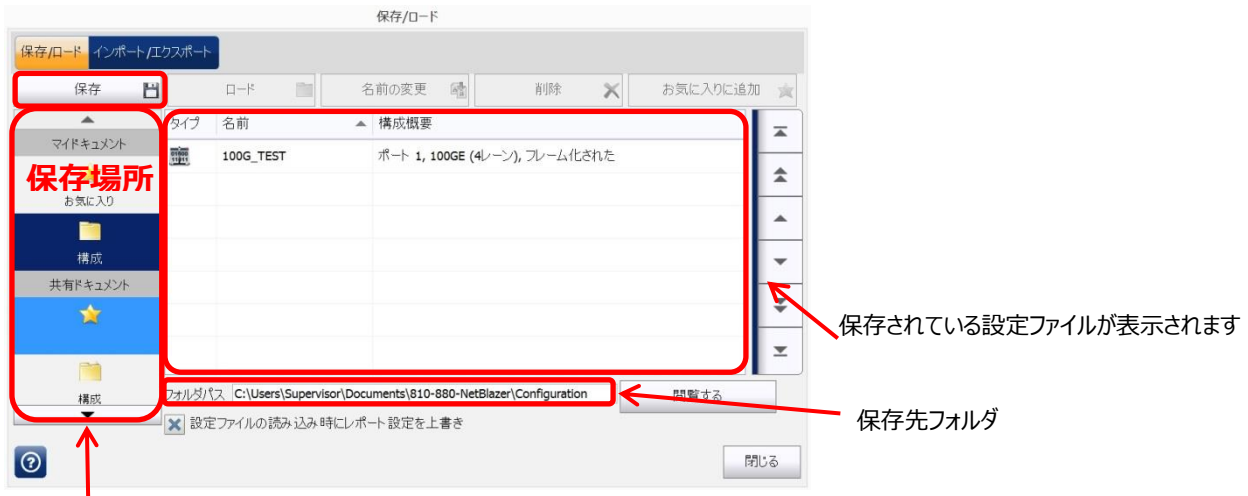 保存/ロード
保存/ロード インポート/エクスポート
保存 ロード 名前の変更 削除 お気に入りに追加
タイプ 名前 構成概要
マイドキュメント
100G_TEST ポート 1, 100GE (4レーン), フレーム化された
保存場所
お気に入り
構成
共有ドキュメント
保存されている設定ファイルが表示されます
構成
フォルダパス C:\Users\Supervisor\Documents\810-880-NetBlazer\Configuration 閲覧する
保存先フォルダ
設定ファイルの読み込み時にレポート設定を上書き
閉じる